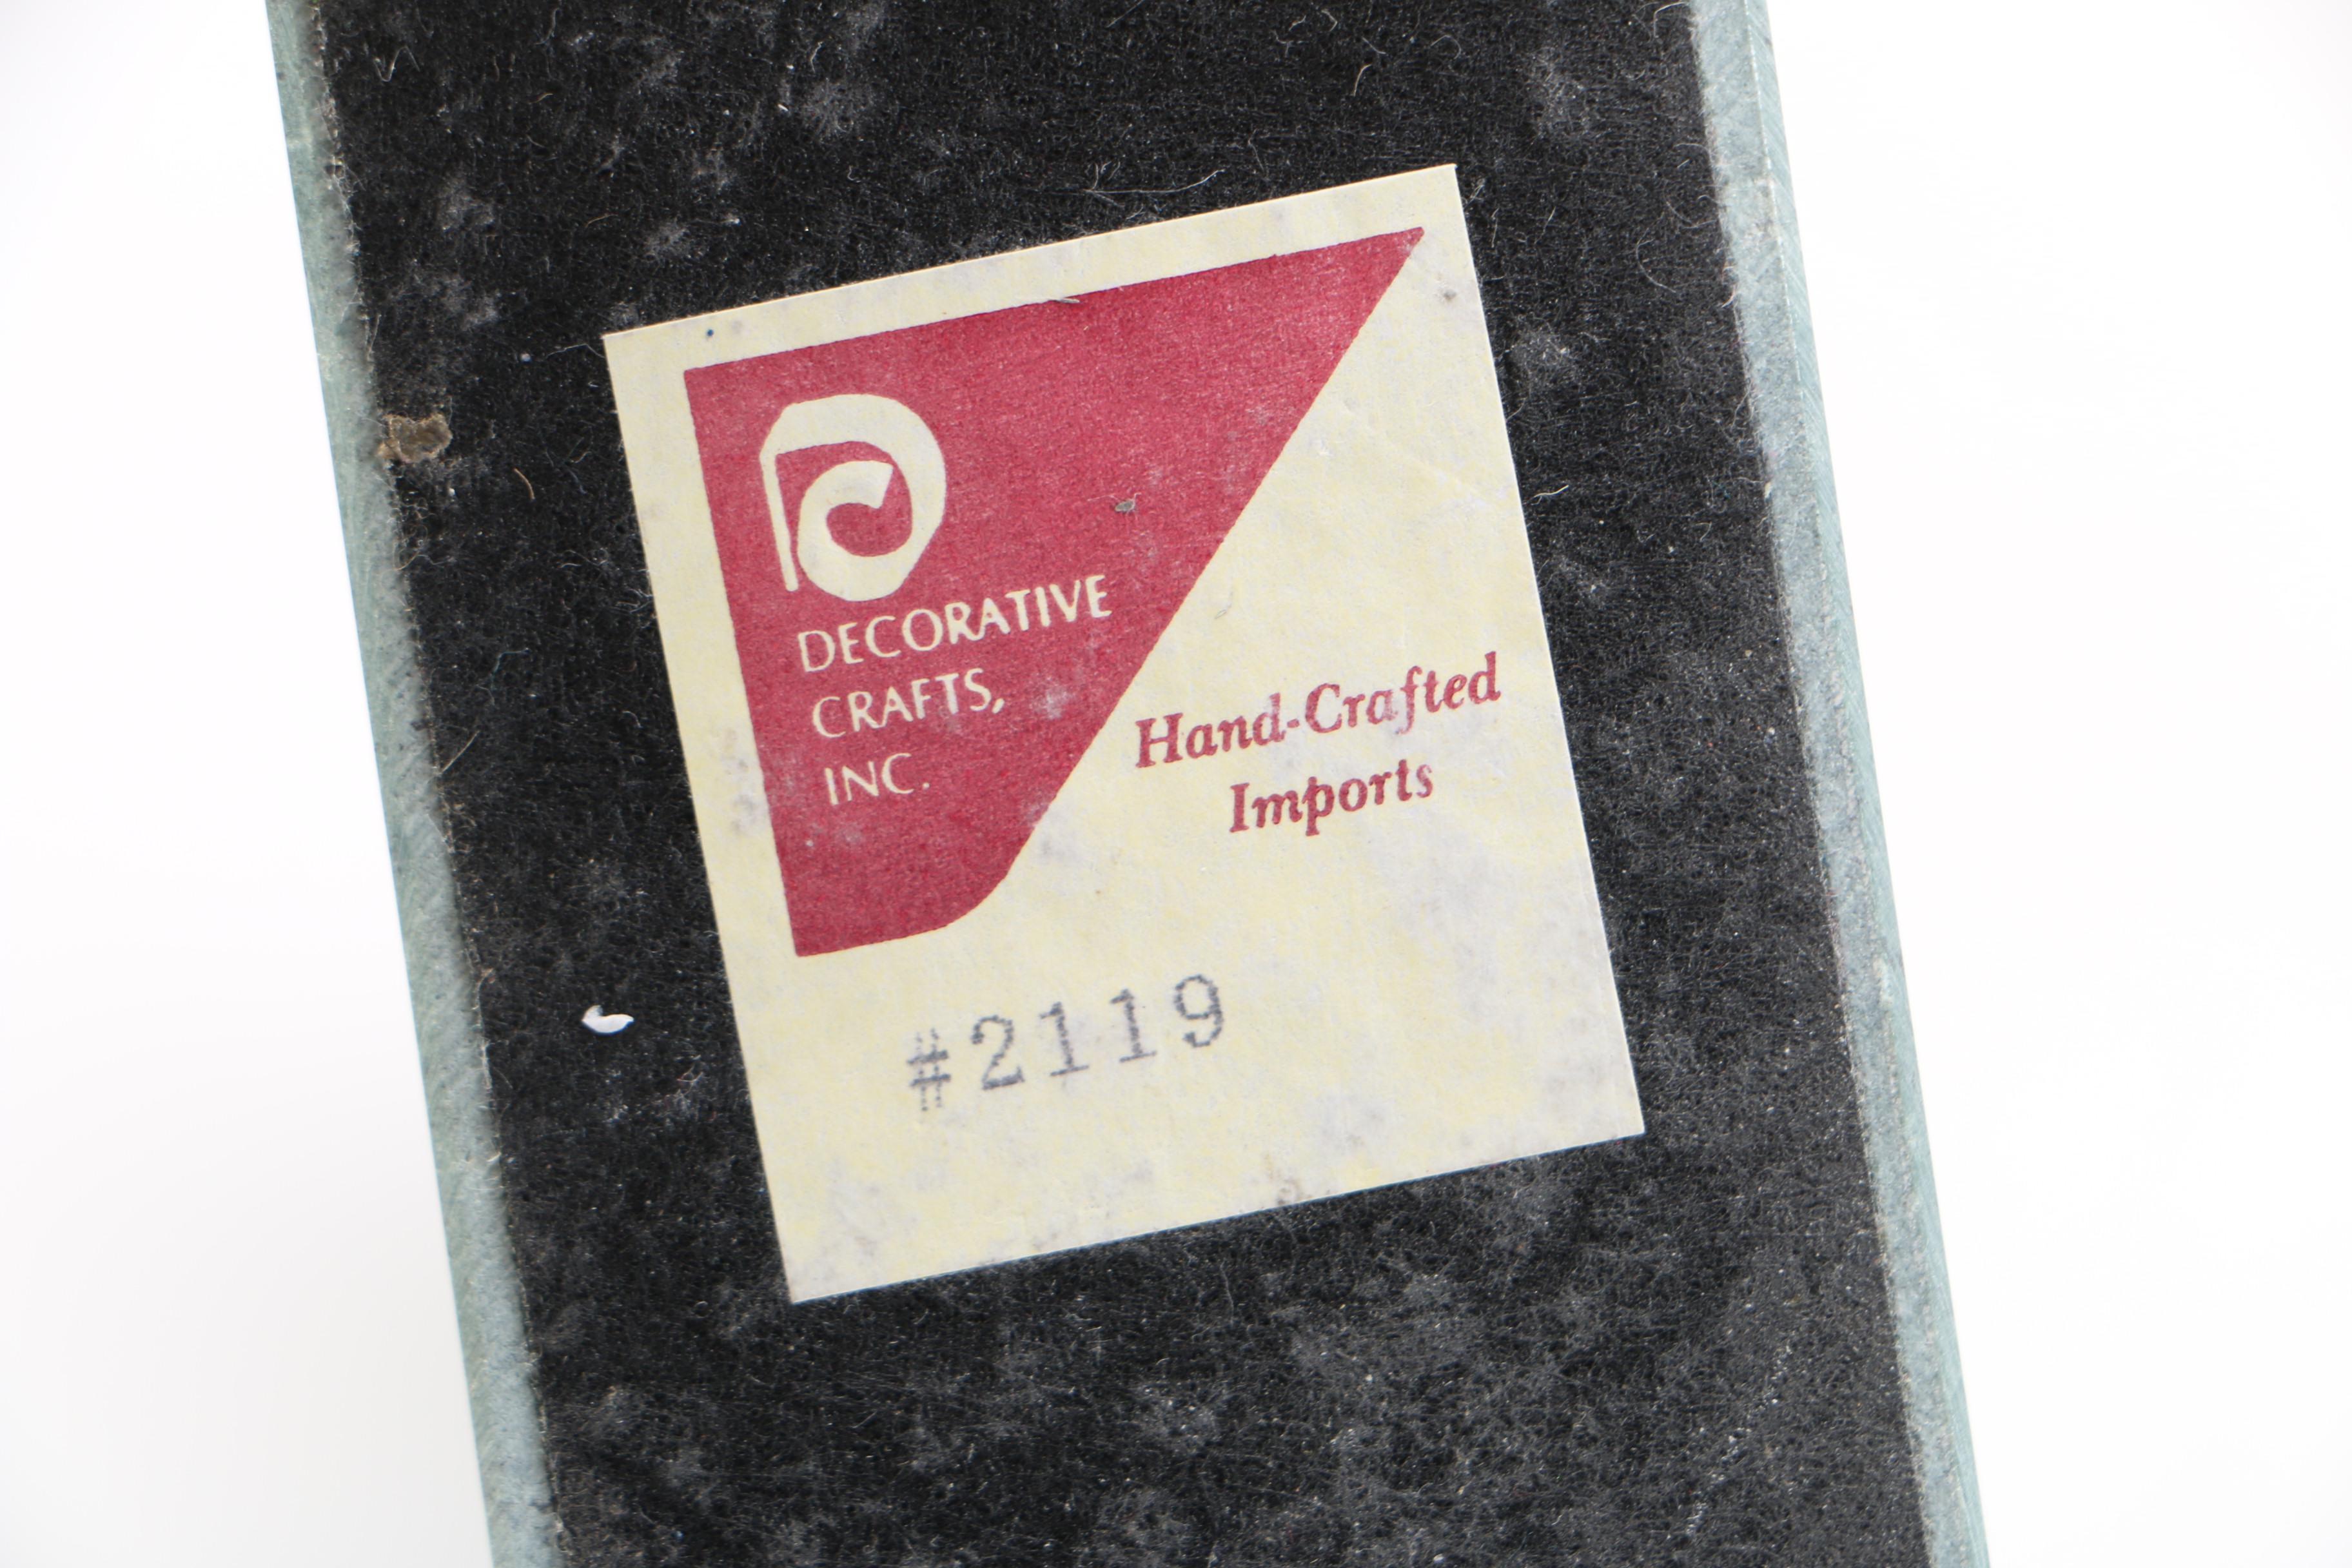 DECORATIVE
CRAFTS,
INC.
Hand-Crafted
Imports
#2119